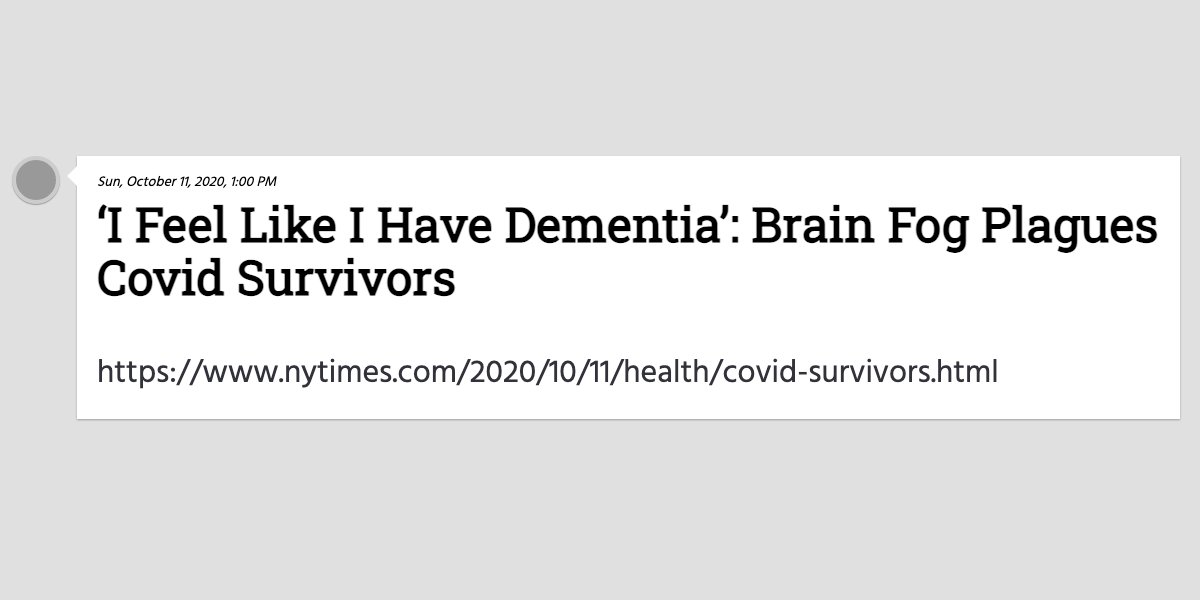 Sun, October 11, 2020, 1:00 PM
‘I Feel Like I Have Dementia’: Brain Fog Plagues
Covid Survivors
https://www.nytimes.com/2020/10/11/health/covid-survivors.html